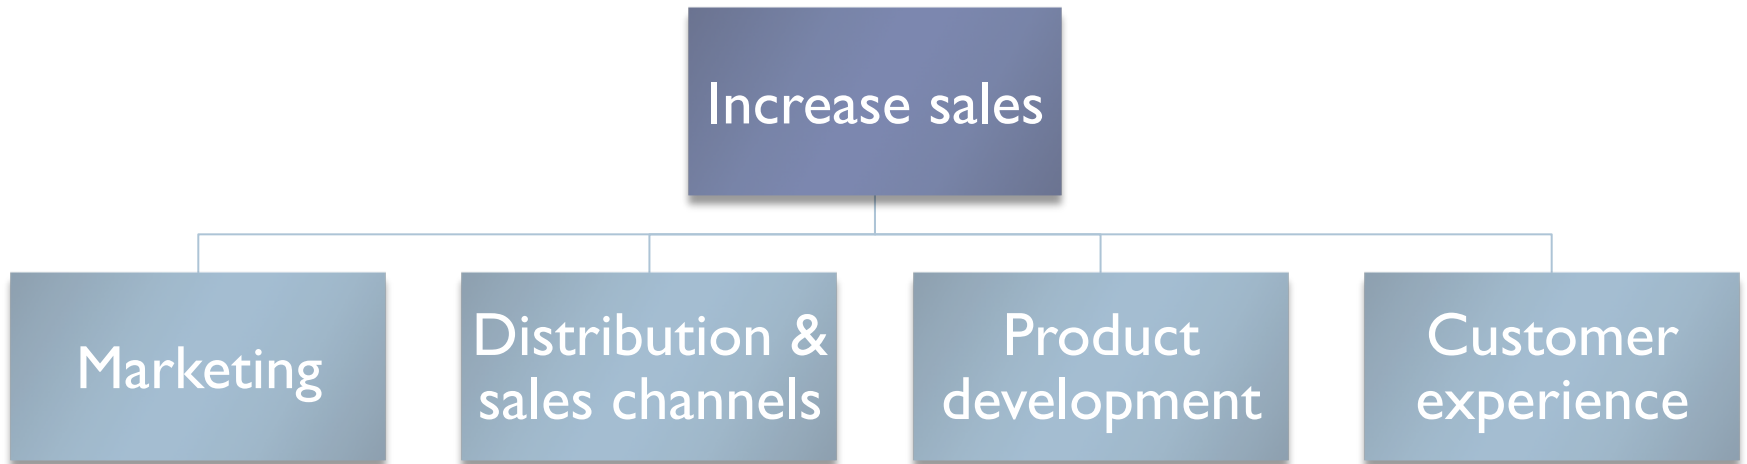 Increase sales
Marketing
Distribution &
sales channels
Product
development
Customer
experience